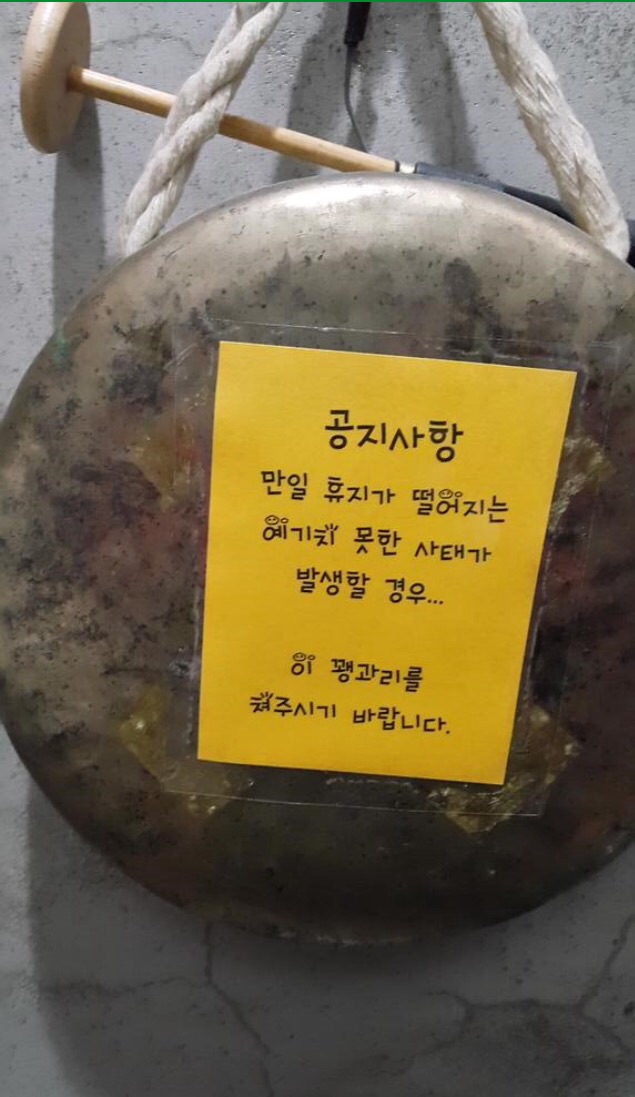 공지사항
만일 휴지가 떨어지는
예기치 못한 사태가
발생할 경우...
이 꽹과리를
쳐주시기 바랍니다.